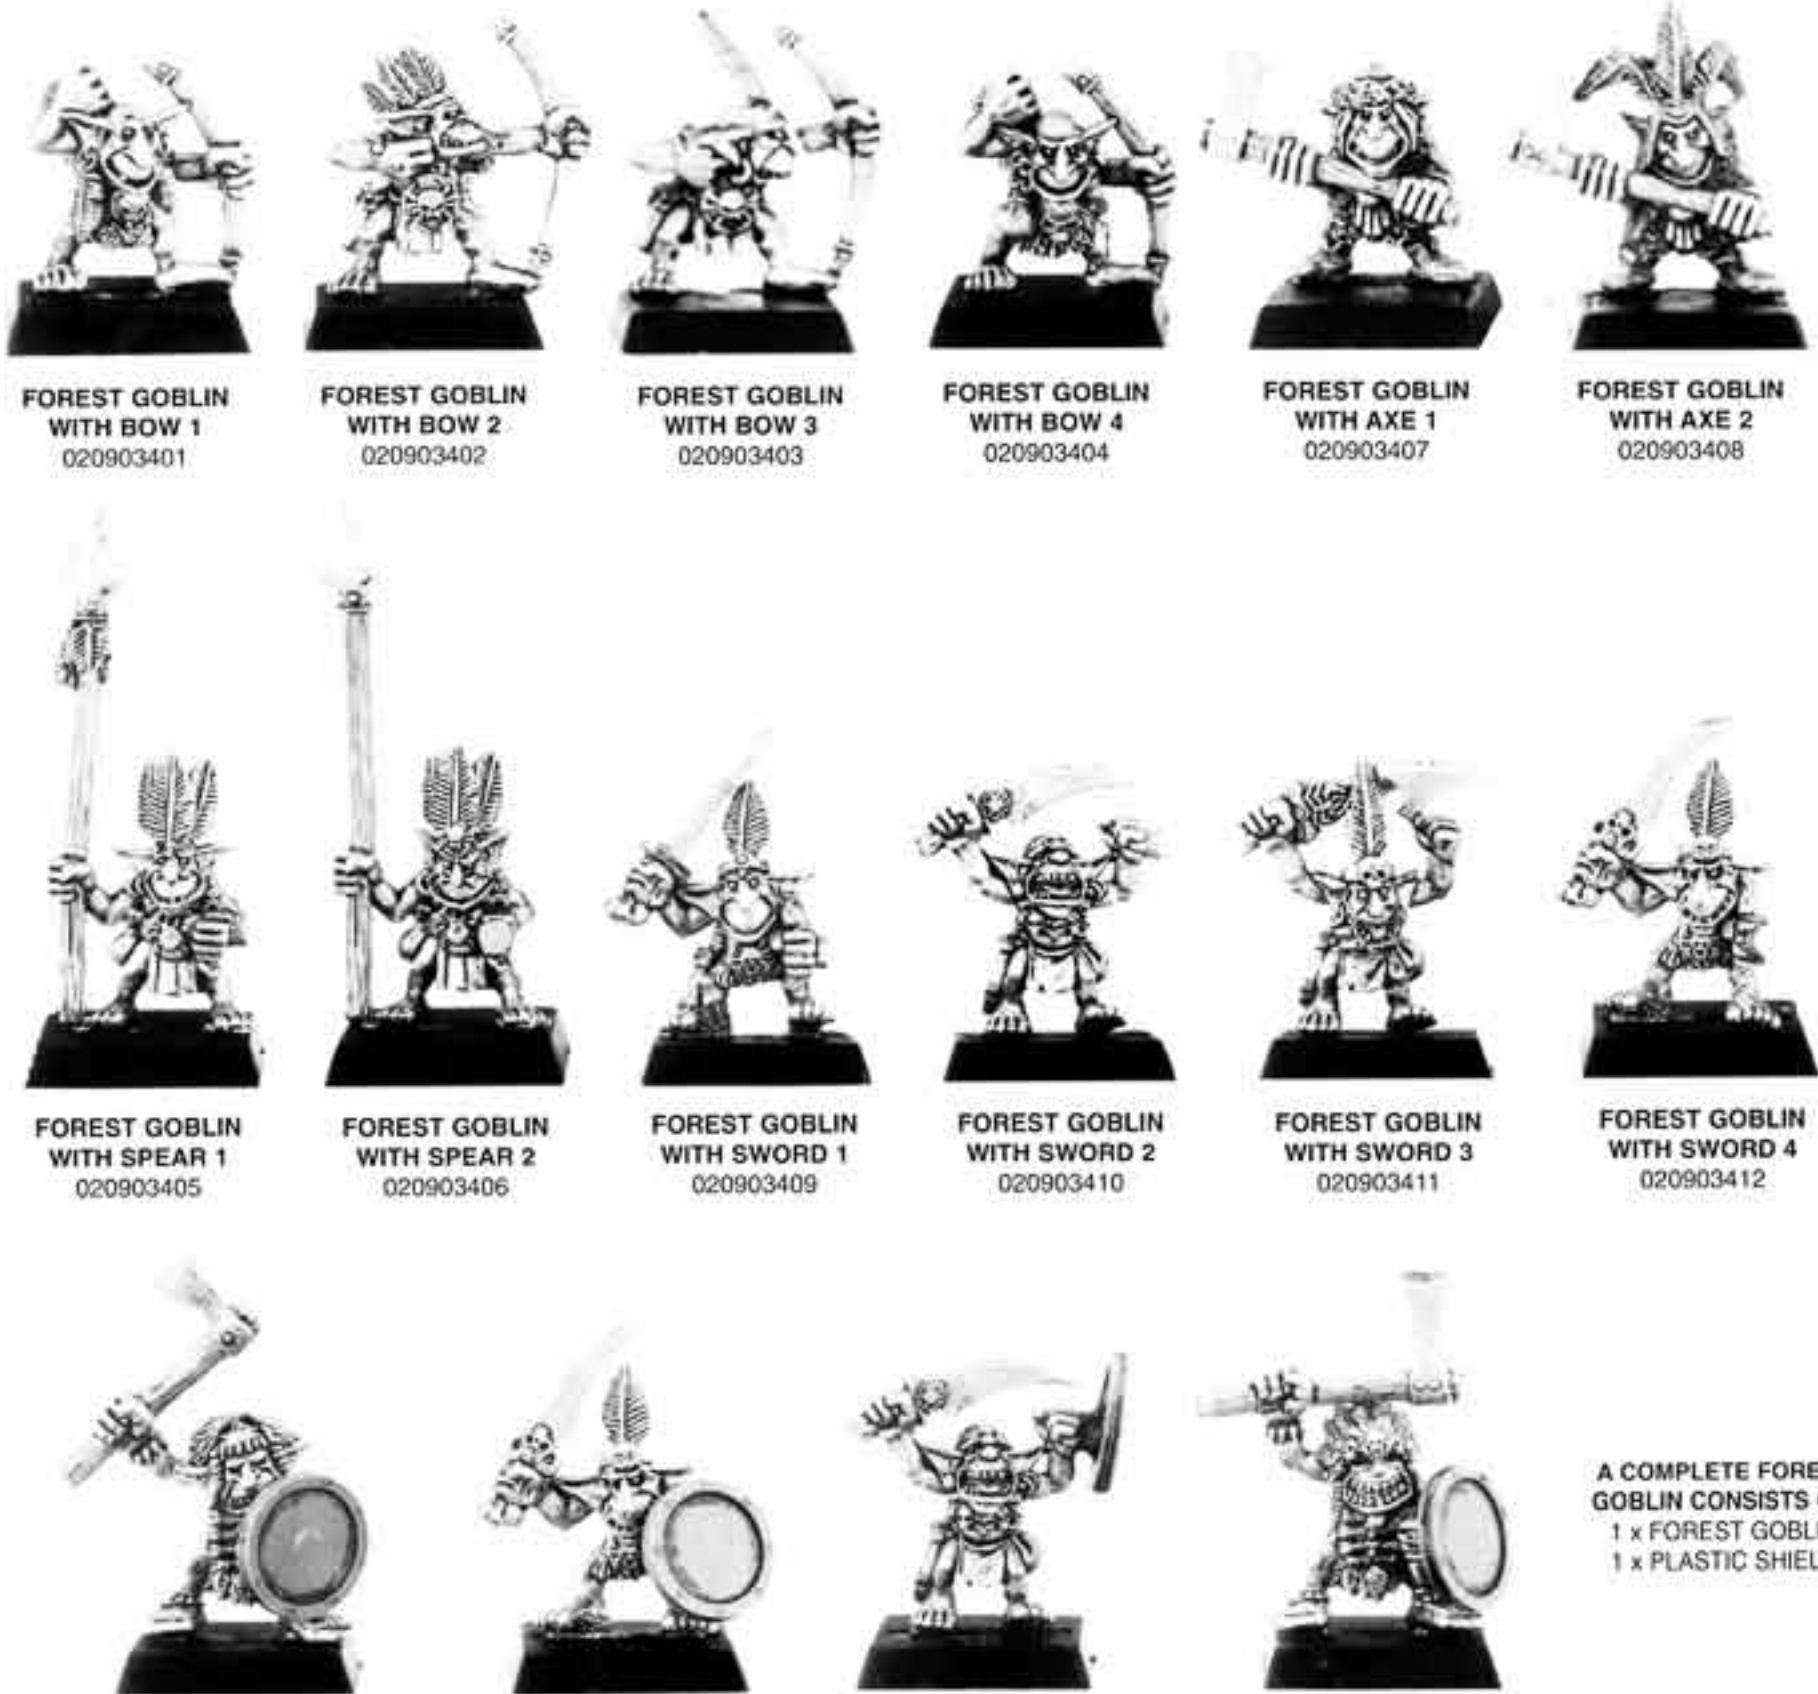 FOREST GOBLIN
WITH BOW 1
020903401
FOREST GOBLIN
WITH BOW 2
020903402
FOREST GOBLIN
WITH BOW 3
020903403
FOREST GOBLIN
WITH BOW 4
020903404
FOREST GOBLIN
WITH AXE 1
020903407
FOREST GOBLIN
WITH AXE 2
020903408
FOREST GOBLIN
WITH SPEAR 1
020903405
FOREST GOBLIN
WITH SPEAR 2
020903406
FOREST GOBLIN
WITH SWORD 1
020903409
FOREST GOBLIN
WITH SWORD 2
020903410
FOREST GOBLIN
WITH SWORD 3
020903411
FOREST GOBLIN
WITH SWORD 4
020903412
A COMPLETE FORE
GOBLIN CONSISTS
1 x FOREST GOBL
1 x PLASTIC SHIEL